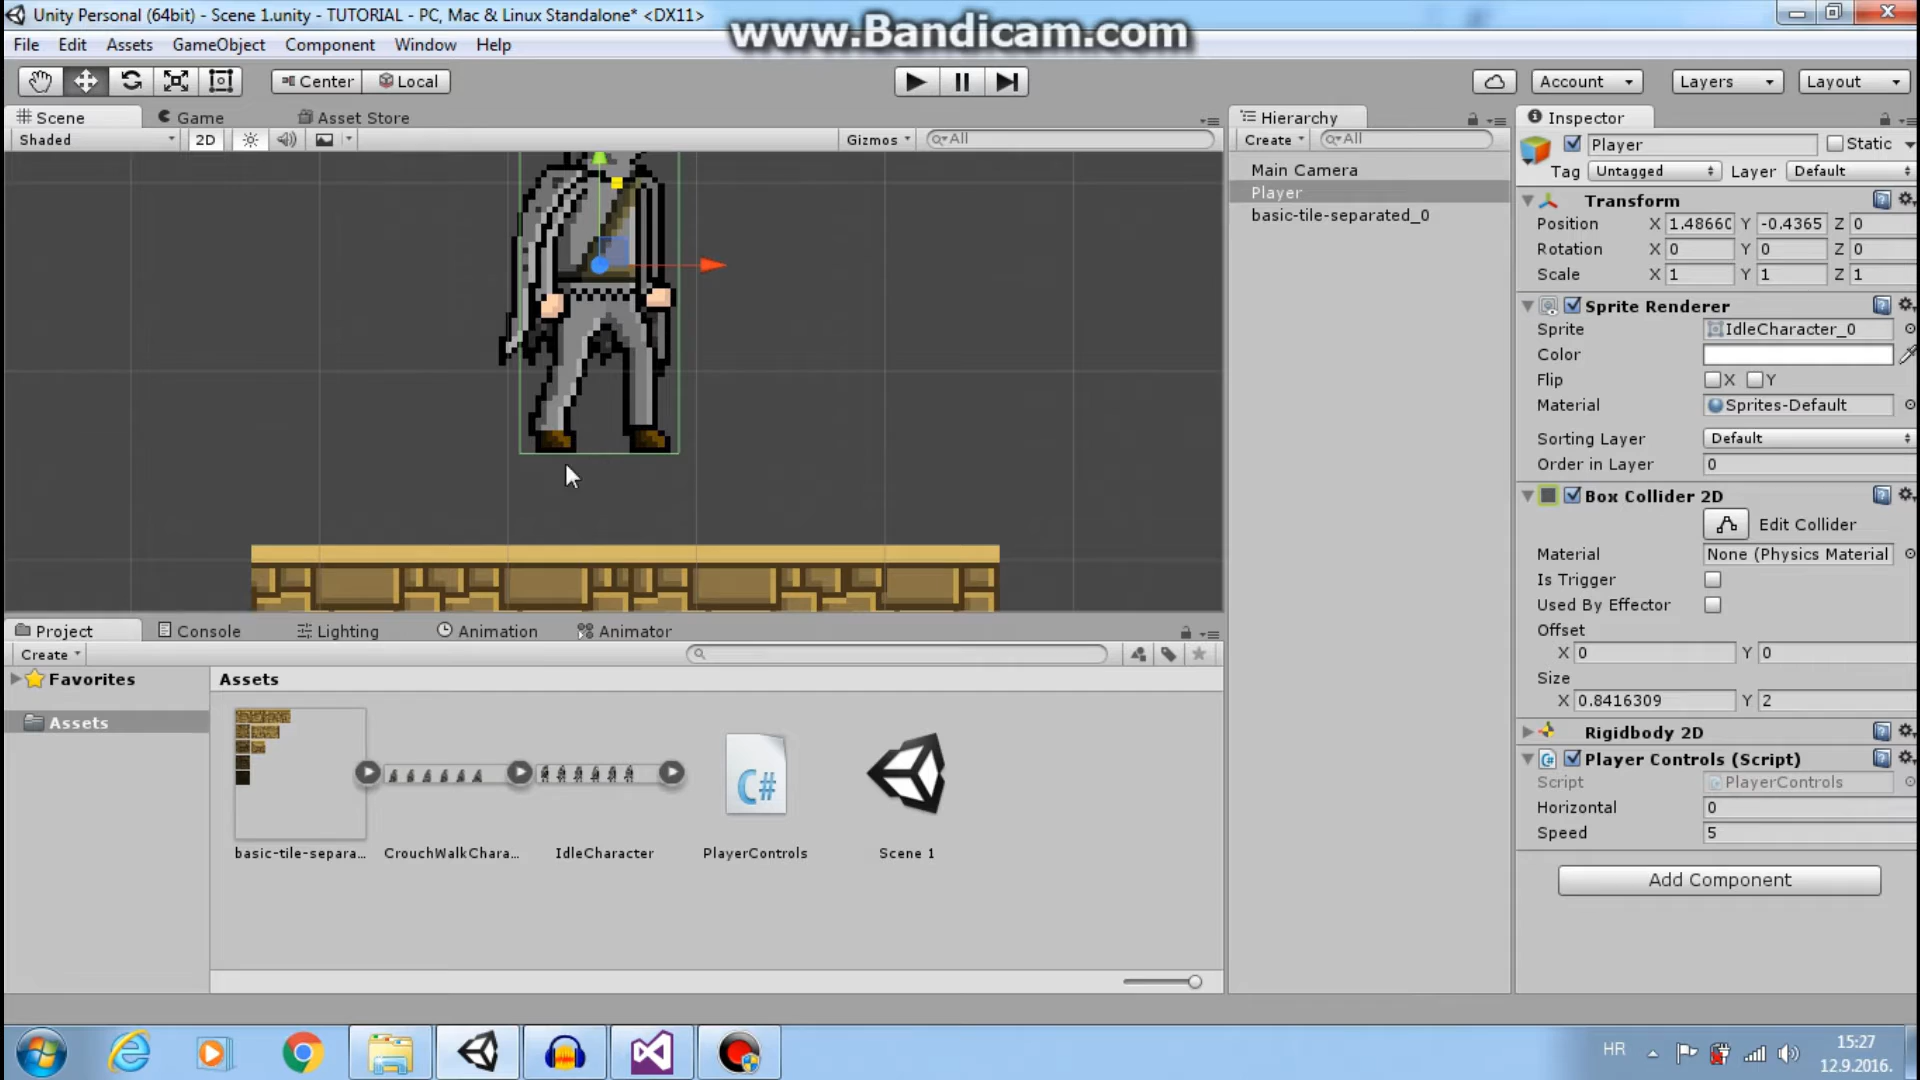 Unity Personal (64bit) - Scene 1.unity - TUTORIAL - PC, Mac & Linux Standalone* <DX11>
www.Bandicam.com
File Edit Assets GameObject Component Window Help
Center Local Account Layers Layout
Scene Game Asset Store
Shaded 2D Gizmos All
Hierarchy
Create All
Main Camera
Player
basic-tile-separated_0
Inspector
Player Static
Tag Untagged Layer Default
Transform
Position X 1.4866 Y -0.4365 Z 0
Rotation X 0 Y 0 Z 0
Scale X 1 Y 1 Z 1
Sprite Renderer
Sprite IdleCharacter_0
Color
Flip X Y
Material Sprites-Default
Sorting Layer Default
Order in Layer 0
Box Collider 2D
Edit Collider
Material None (Physics Material
Is Trigger
Used By Effector
Offset
X 0 Y 0
Size
X 0.8416309 Y 2
Rigidbody 2D
Player Controls (Script)
Script PlayerControls
Horizontal 0
Speed 5
Add Component
Project Console Lighting Animation Animator
Create
Favorites
Assets
Assets
basic-tile-separa... CrouchWalkChara... IdleCharacter PlayerControls Scene 1
C#
HR
15:27
12.9.2016.